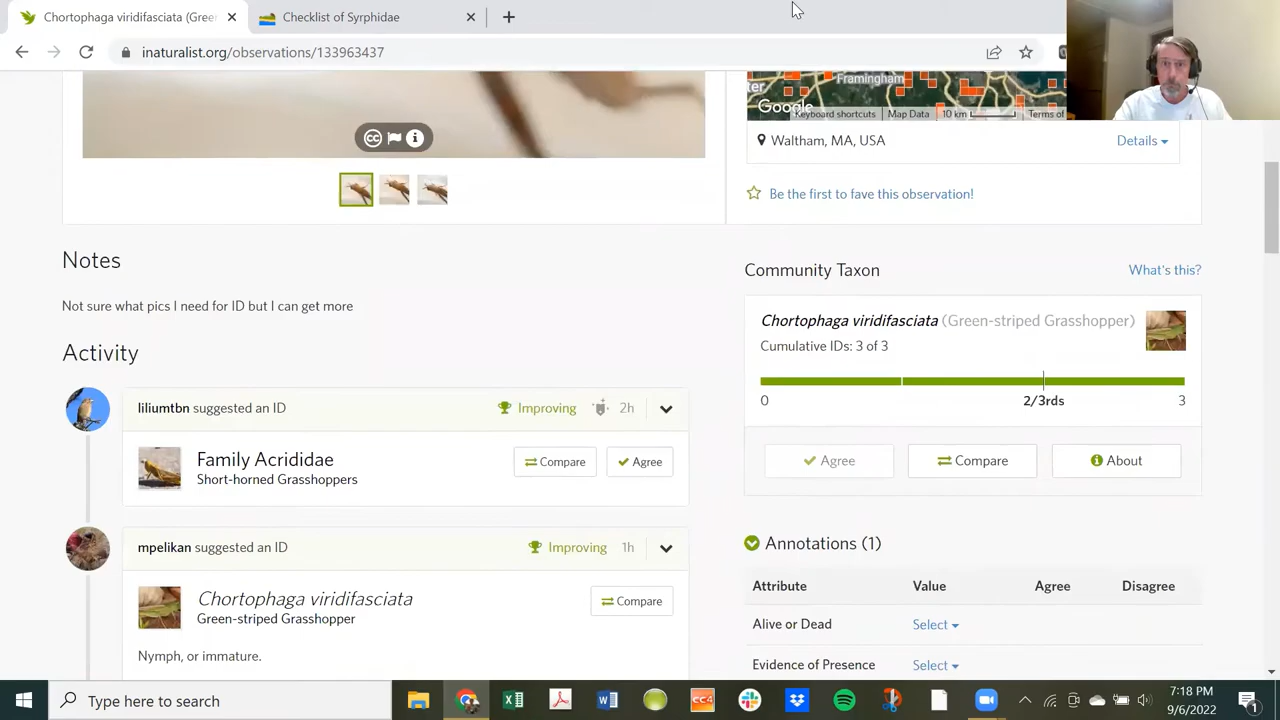 Chortophaga viridifasciata (Gree
Checklist of Syrphidae
inaturalist.org/observations/133963437
Framingham
ter
Google
Keyboard shortcuts
Map Data
10 km
Terms of
Waltham, MA, USA
Details
Be the first to fave this observation!
Notes
Not sure what pics I need for ID but I can get more
Activity
liliumtbn suggested an ID
Improving
2h
Family Acrididae
Short-horned Grasshoppers
Compare
Agree
mpelikan suggested an ID
Improving
1h
Chortophaga viridifasciata
Green-striped Grasshopper
Compare
Nymph, or immature.
Community Taxon
What's this?
Chortophaga viridifasciata (Green-striped Grasshopper)
Cumulative IDs: 3 of 3
0
2/3rds
3
Agree
Compare
About
Annotations (1)
Attribute Value Agree Disagree
Alive or Dead Select
Evidence of Presence Select
Type here to search
CC4
7:18 PM
9/6/2022
1